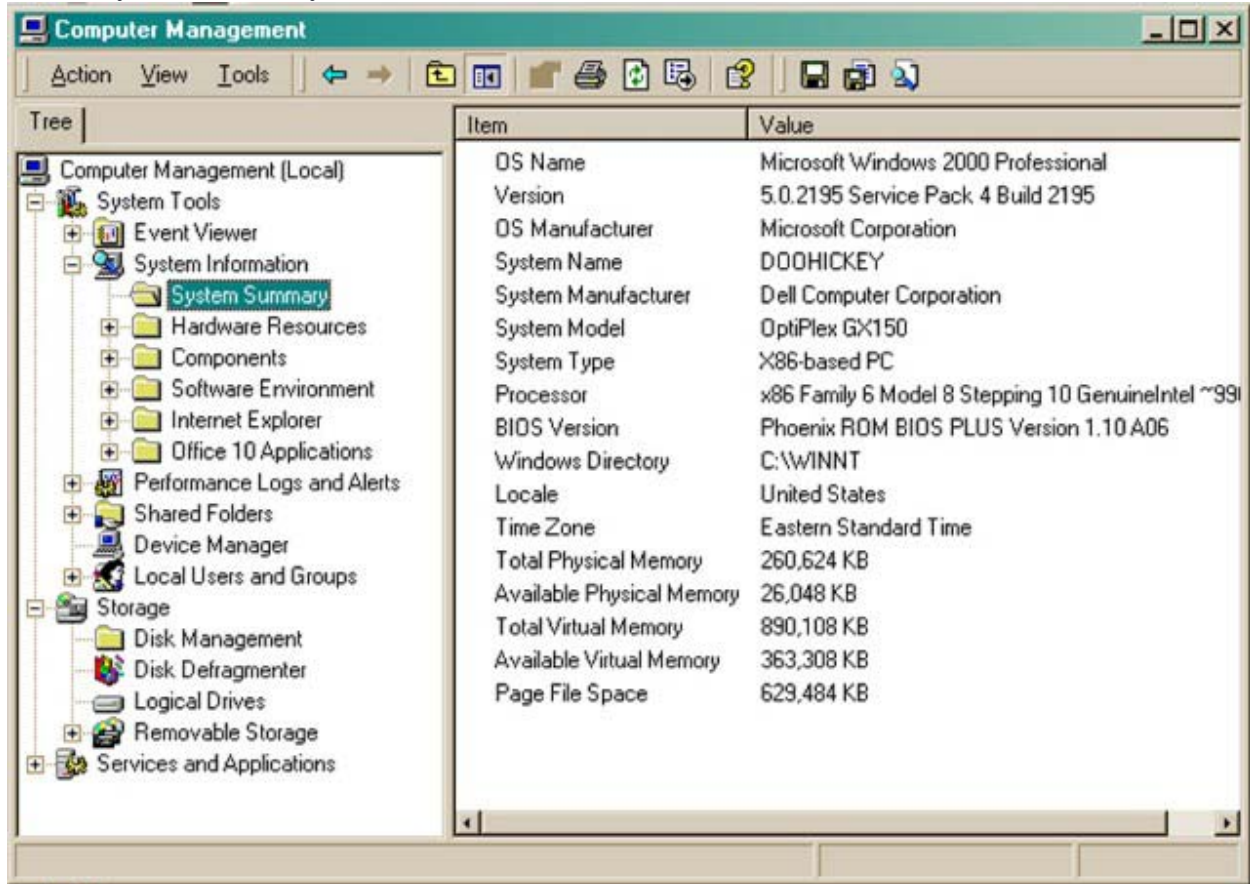 Computer Management
Action View Tools
Tree
Computer Management (Local)
System Tools
Event Viewer
System Information
System Summary
Hardware Resources
Components
Software Environment
Internet Explorer
Office 10 Applications
Performance Logs and Alerts
Shared Folders
Device Manager
Local Users and Groups
Storage
Disk Management
Disk Defragmenter
Logical Drives
Removable Storage
Services and Applications
Item Value
OS Name Microsoft Windows 2000 Professional
Version 5.0.2195 Service Pack 4 Build 2195
OS Manufacturer Microsoft Corporation
System Name DOOHICKEY
System Manufacturer Dell Computer Corporation
System Model OptiPlex GX150
System Type X86-based PC
Processor x86 Family 6 Model 8 Stepping 10 GenuineIntel
BIOS Version Phoenix ROM BIOS PLUS Version 1.10 A06
Windows Directory C:\WINNT
Locale United States
Time Zone Eastern Standard Time
Total Physical Memory 260,624 KB
Available Physical Memory 26,048 KB
Total Virtual Memory 890,108 KB
Available Virtual Memory 363,308 KB
Page File Space 629,484 KB